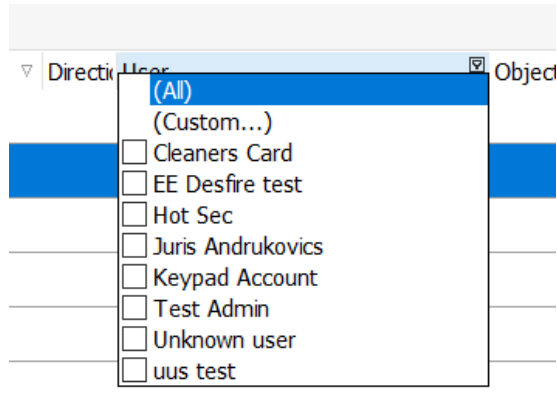 Directic User Object
(All)
(Custom...)
Cleaners Card
EE Desfire test
Hot Sec
Juris Andrukovics
Keypad Account
Test Admin
Unknown user
uus test